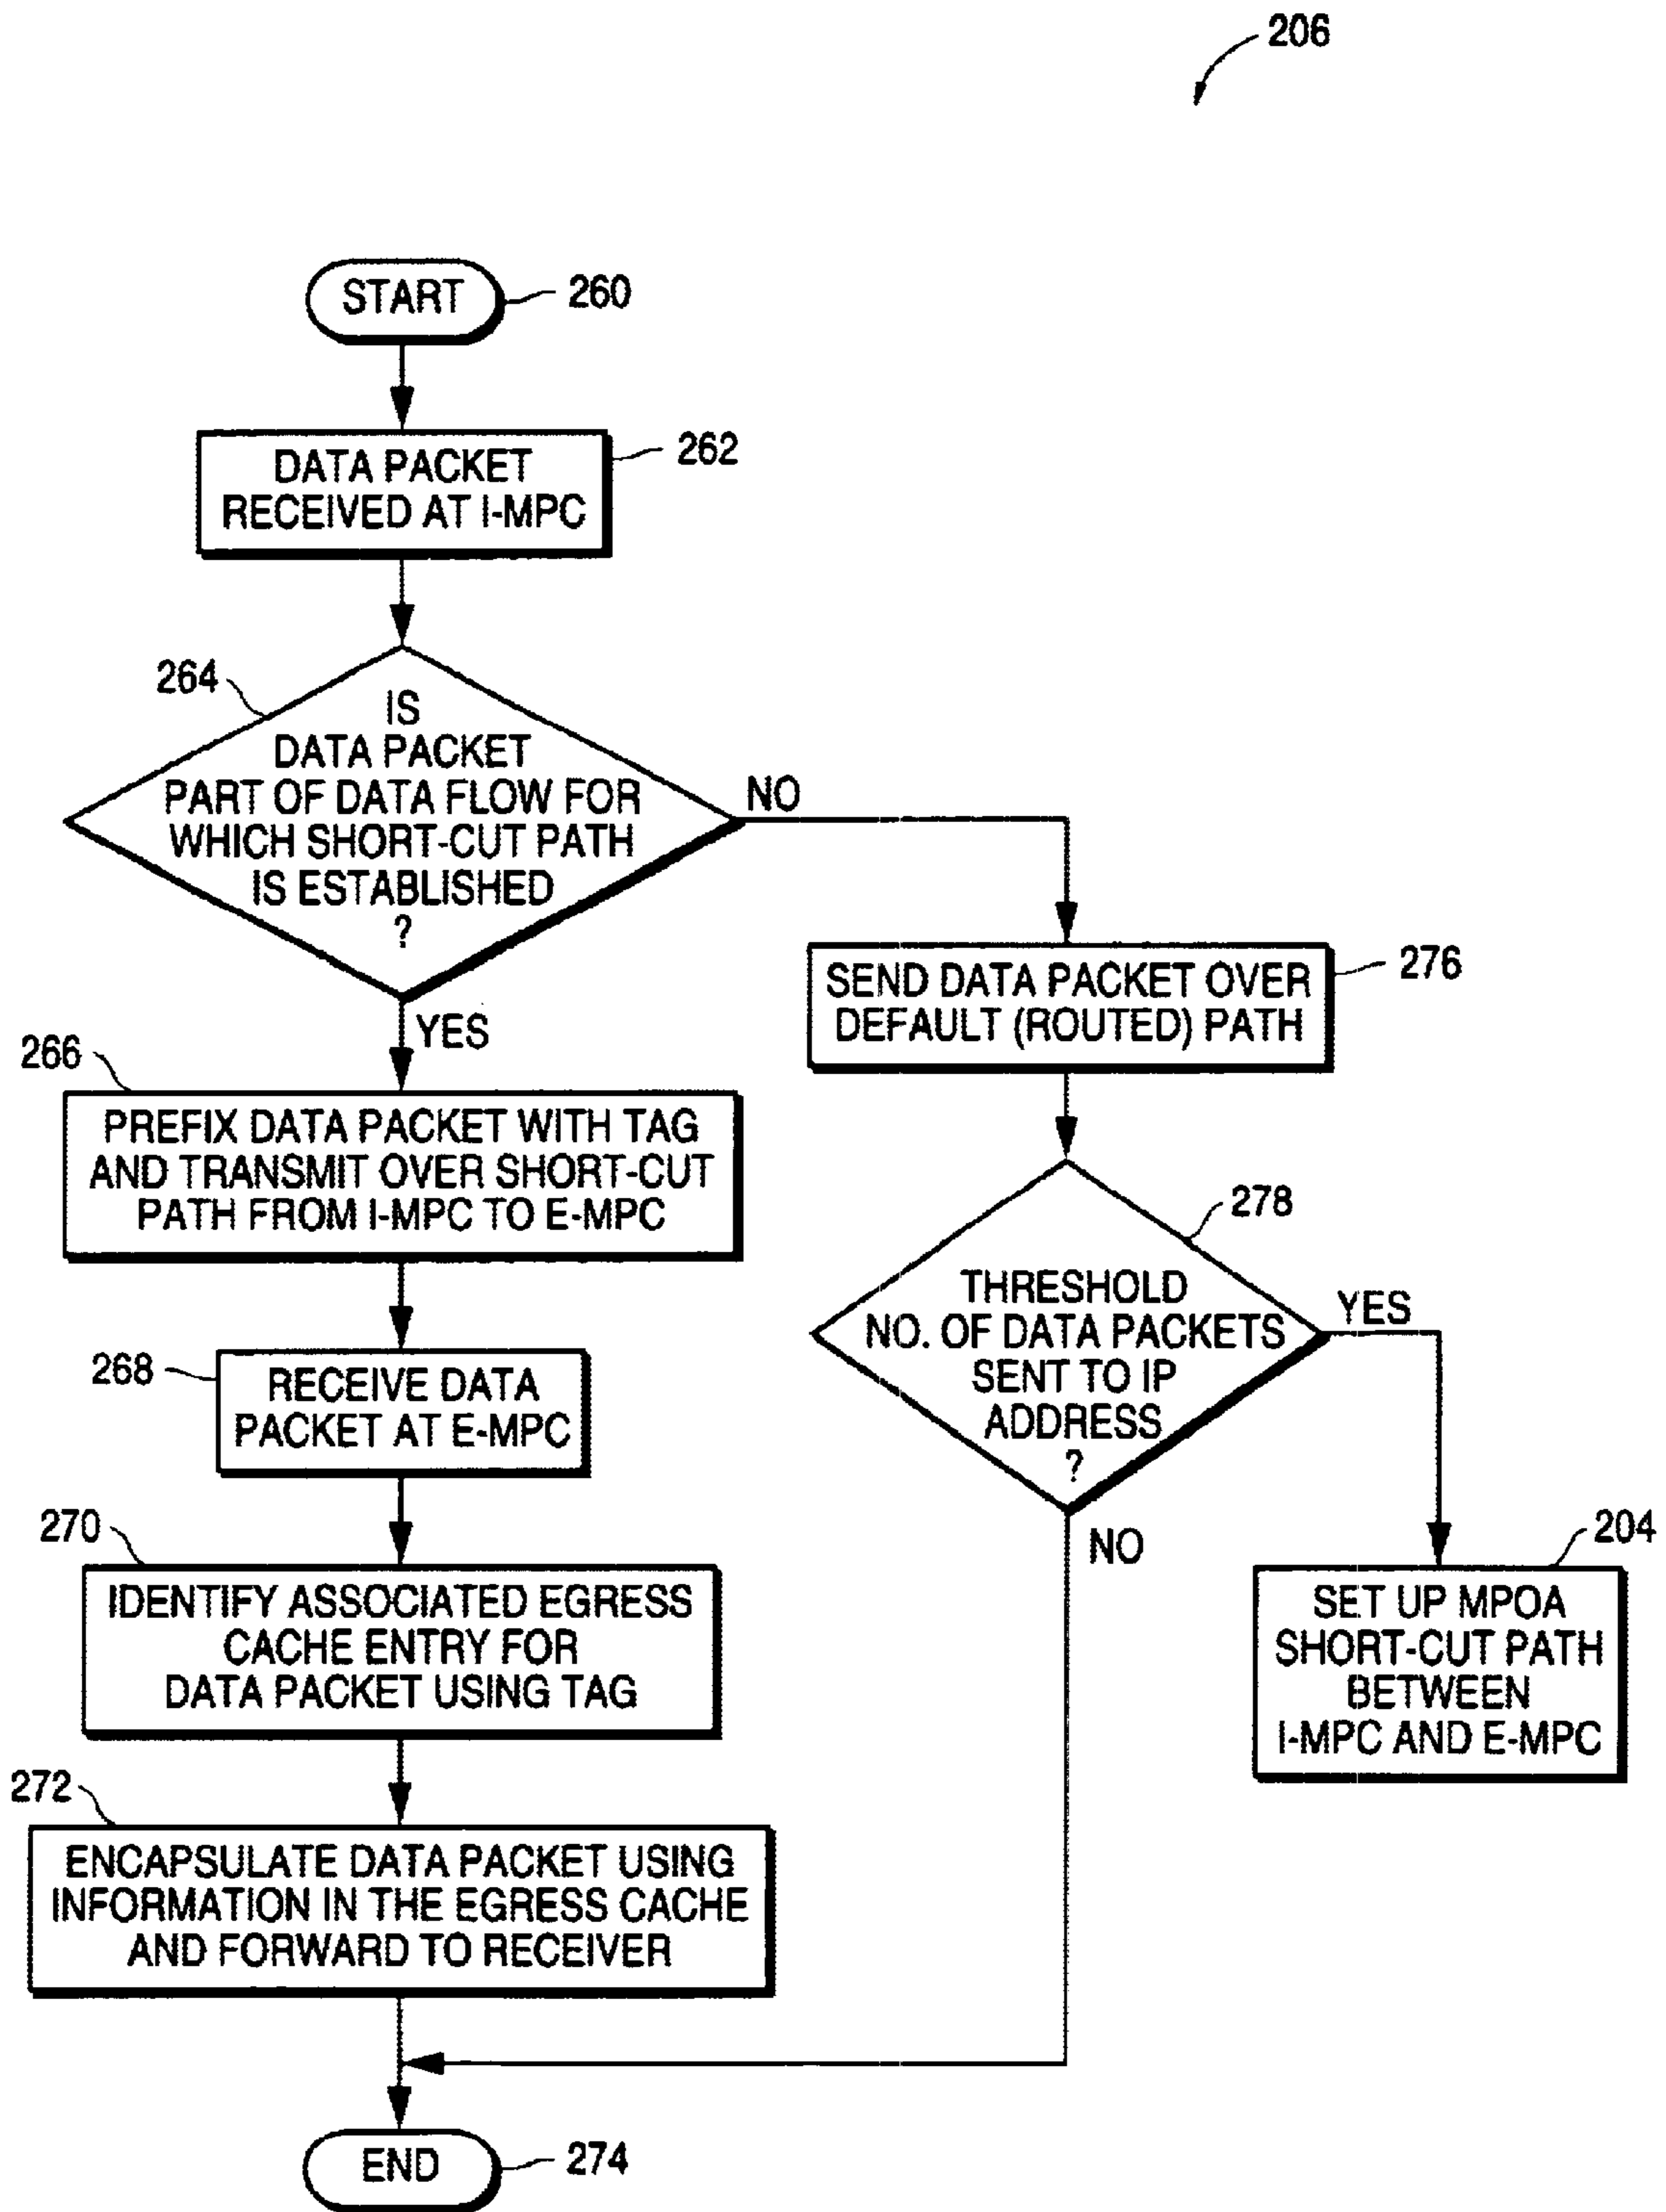 206
START
260
DATA PACKET
RECEIVED AT I-MPC
262
264
IS
DATA PACKET
PART OF DATA FLOW FOR
WHICH SHORT-CUT PATH
IS ESTABLISHED
?
NO
YES
276
SEND DATA PACKET OVER
DEFAULT (ROUTED) PATH
266
PREFIX DATA PACKET WITH TAG
AND TRANSMIT OVER SHORT-CUT
PATH FROM I-MPC TO E-MPC
278
THRESHOLD
NO. OF DATA PACKETS
SENT TO IP
ADDRESS
?
YES
NO
268
RECEIVE DATA
PACKET AT E-MPC
270
IDENTIFY ASSOCIATED EGRESS
CACHE ENTRY FOR
DATA PACKET USING TAG
204
SET UP MPOA
SHORT-CUT PATH
BETWEEN
I-MPC AND E-MPC
272
ENCAPSULATE DATA PACKET USING
INFORMATION IN THE EGRESS CACHE
AND FORWARD TO RECEIVER
END
274